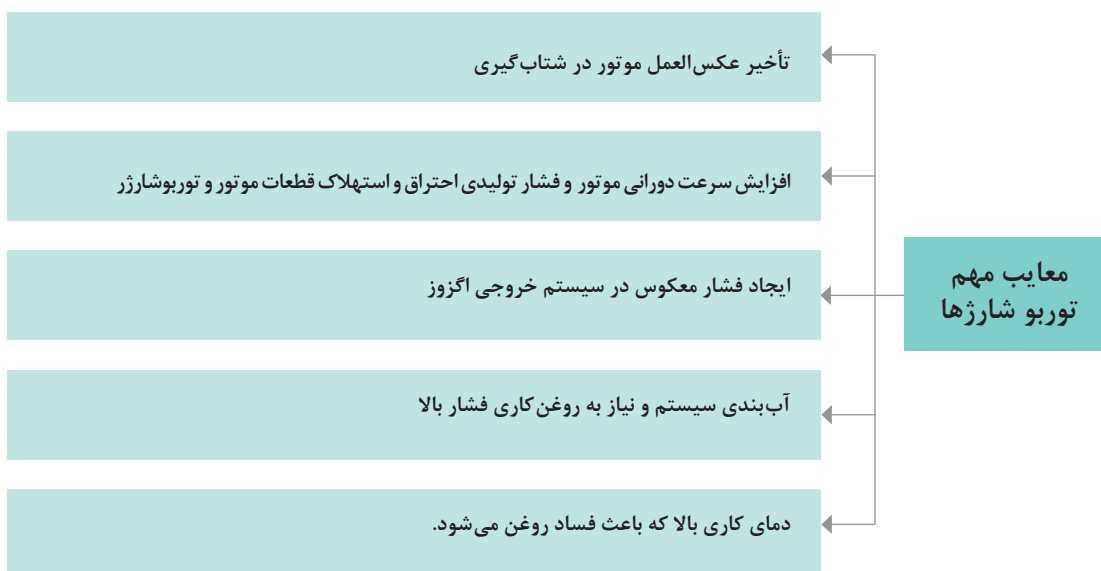 معایب مهم
توربو شارژها
تأخیر عکس‌العمل موتور در شتاب‌گیری
افزایش سرعت دورانی موتور و فشار تولیدی احتراق و استهلاک قطعات موتور و توربوشارژر
ایجاد فشار معکوس در سیستم خروجی اگزوز
آب‌بندی سیستم و نیاز به روغن‌کاری فشار بالا
دمای کاری بالا که باعث فساد روغن می‌شود.